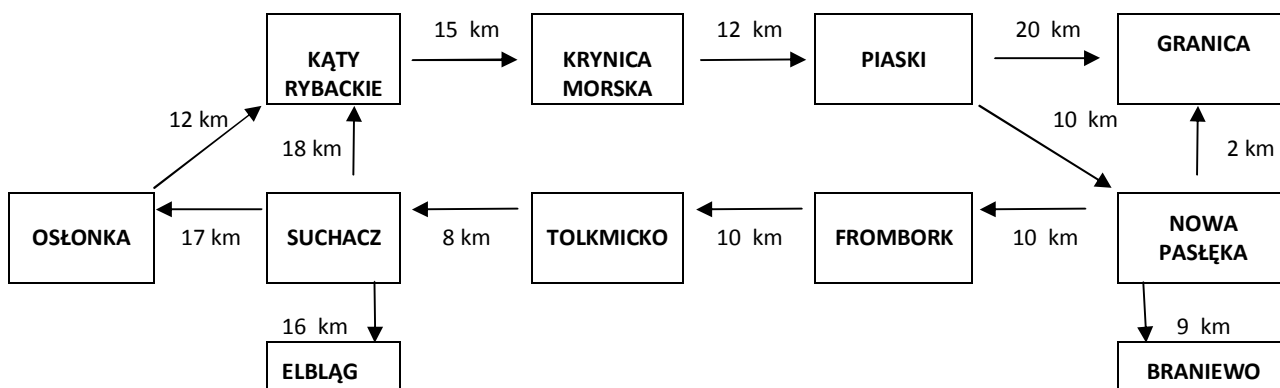 15 km
12 km
20 km
KĄTY
RYBACKIE
KRYNICA
MORSKA
PIASKI
GRANICA
12 km
18 km
10 km
2 km
OSŁONKA
17 km
SUCHACZ
8 km
TOLKMICKO
10 km
FROMBORK
10 km
NOWA
PASŁĘKA
16 km
9 km
ELBLĄG
BRANIEWO